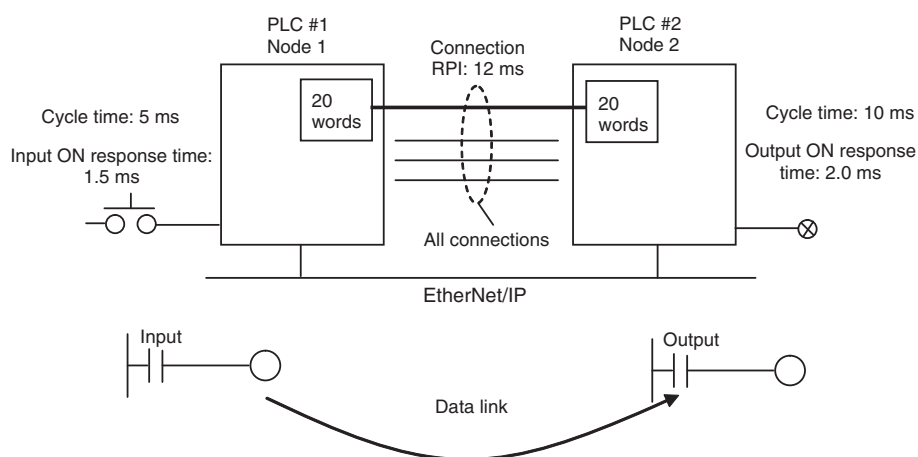 PLC #1
Node 1
Connection
RPI: 12 ms
PLC #2
Node 2
20
words
20
words
Cycle time: 5 ms
Input ON response time:
1.5 ms
Cycle time: 10 ms
Output ON response
time: 2.0 ms
All connections
EtherNet/IP
Input
Output
Data link